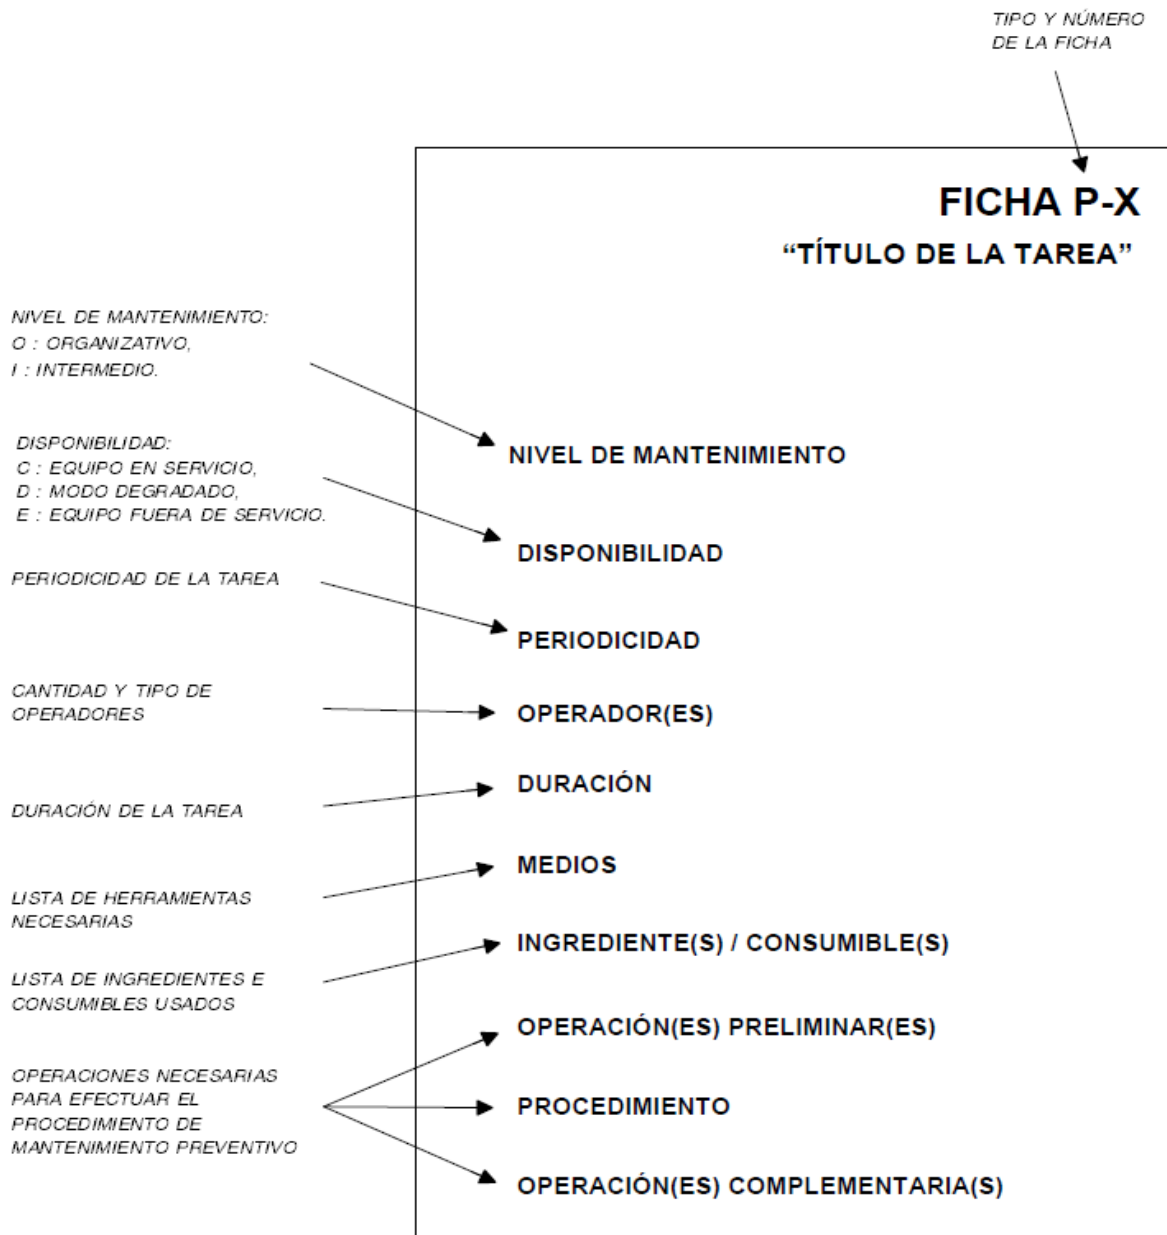 TIPO Y NÚMERO
DE LA FICHA
FICHA P-X
“TÍTULO DE LA TAREA”
NIVEL DE MANTENIMIENTO:
O : ORGANIZATIVO,
I : INTERMEDIO.
NIVEL DE MANTENIMIENTO
DISPONIBILIDAD:
C : EQUIPO EN SERVICIO,
D : MODO DEGRADADO,
E : EQUIPO FUERA DE SERVICIO.
DISPONIBILIDAD
PERIODICIDAD DE LA TAREA
PERIODICIDAD
CANTIDAD Y TIPO DE
OPERADORES
OPERADOR(ES)
DURACIÓN DE LA TAREA
DURACIÓN
LISTA DE HERRAMIENTAS
NECESARIAS
MEDIOS
LISTA DE INGREDIENTES E
CONSUMIBLES USADOS
INGREDIENTE(S) / CONSUMIBLE(S)
OPERACIONES NECESARIAS
PARA EFECTUAR EL
PROCEDIMIENTO DE
MANTENIMIENTO PREVENTIVO
OPERACIÓN(ES) PRELIMINAR(ES)
PROCEDIMIENTO
OPERACIÓN(ES) COMPLEMENTARIA(S)